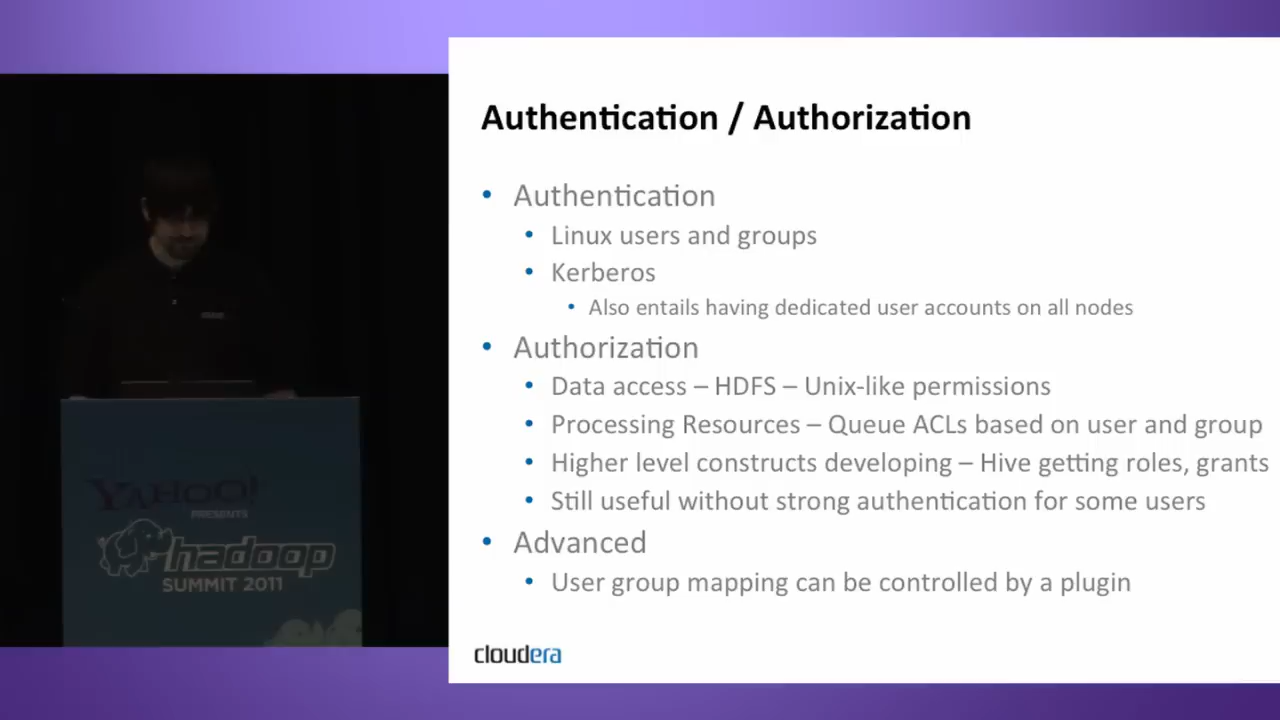 Authentication / Authorization
• Authentication
• Linux users and groups
• Kerberos
• Also entails having dedicated user accounts on all nodes
• Authorization
• Data access – HDFS – Unix-like permissions
• Processing Resources – Queue ACLs based on user and group
• Higher level constructs developing – Hive getting roles, grants
• Still useful without strong authentication for some users
• Advanced
• User group mapping can be controlled by a plugin
cloudera
YAHOO!
PRESENTS
hadoop
SUMMIT 2011